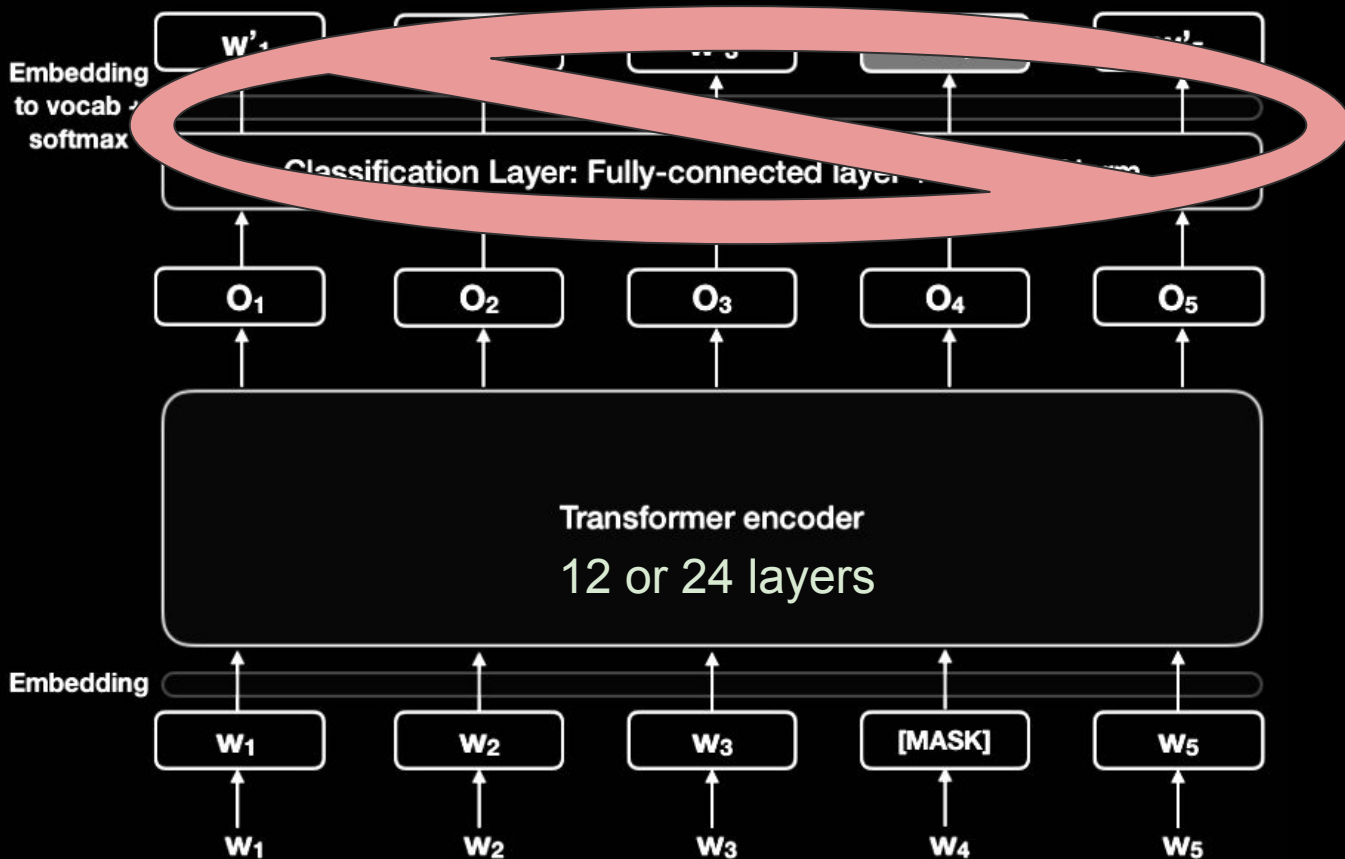 w'1
Embedding
to vocab
softmax
Classification Layer: Fully-connected layer
O1 O2 O3 O4 O5
Transformer encoder
12 or 24 layers
Embedding
W1 W2 W3 [MASK] W5
W1 W2 W3 W4 W5